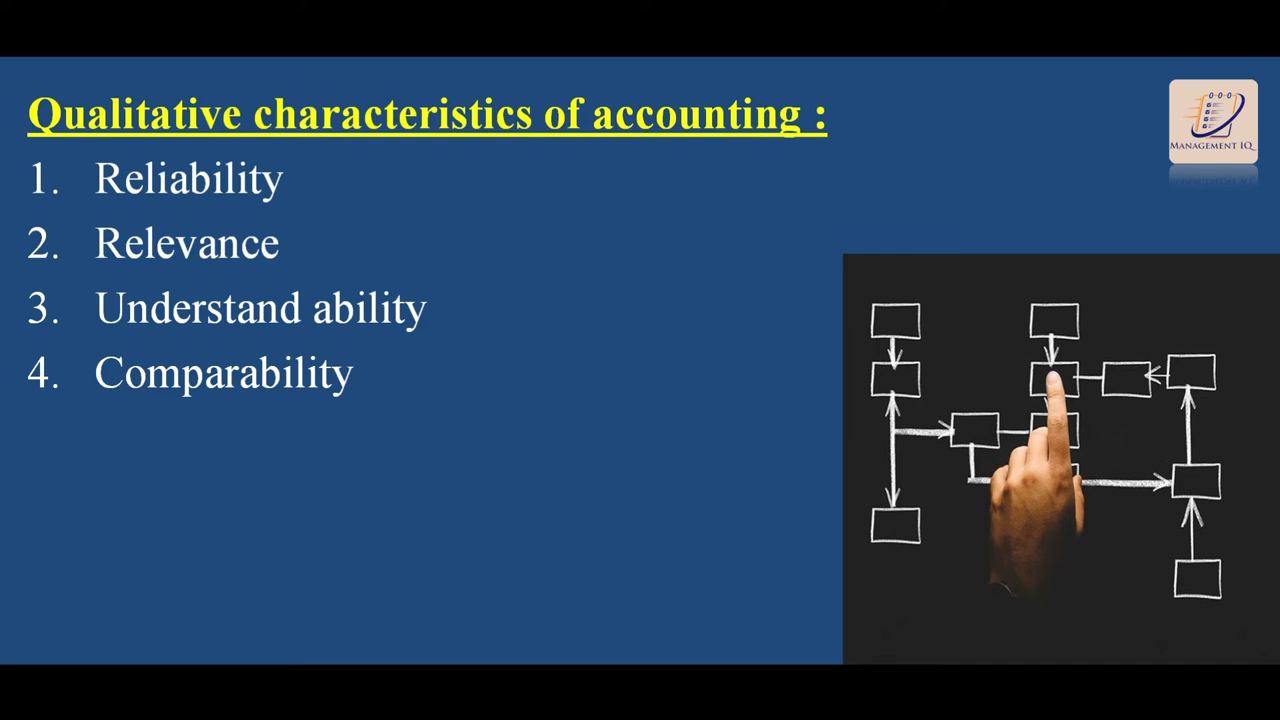 Qualitative characteristics of accounting :
1. Reliability
2. Relevance
3. Understand ability
4. Comparability
MANAGEMENT IQ